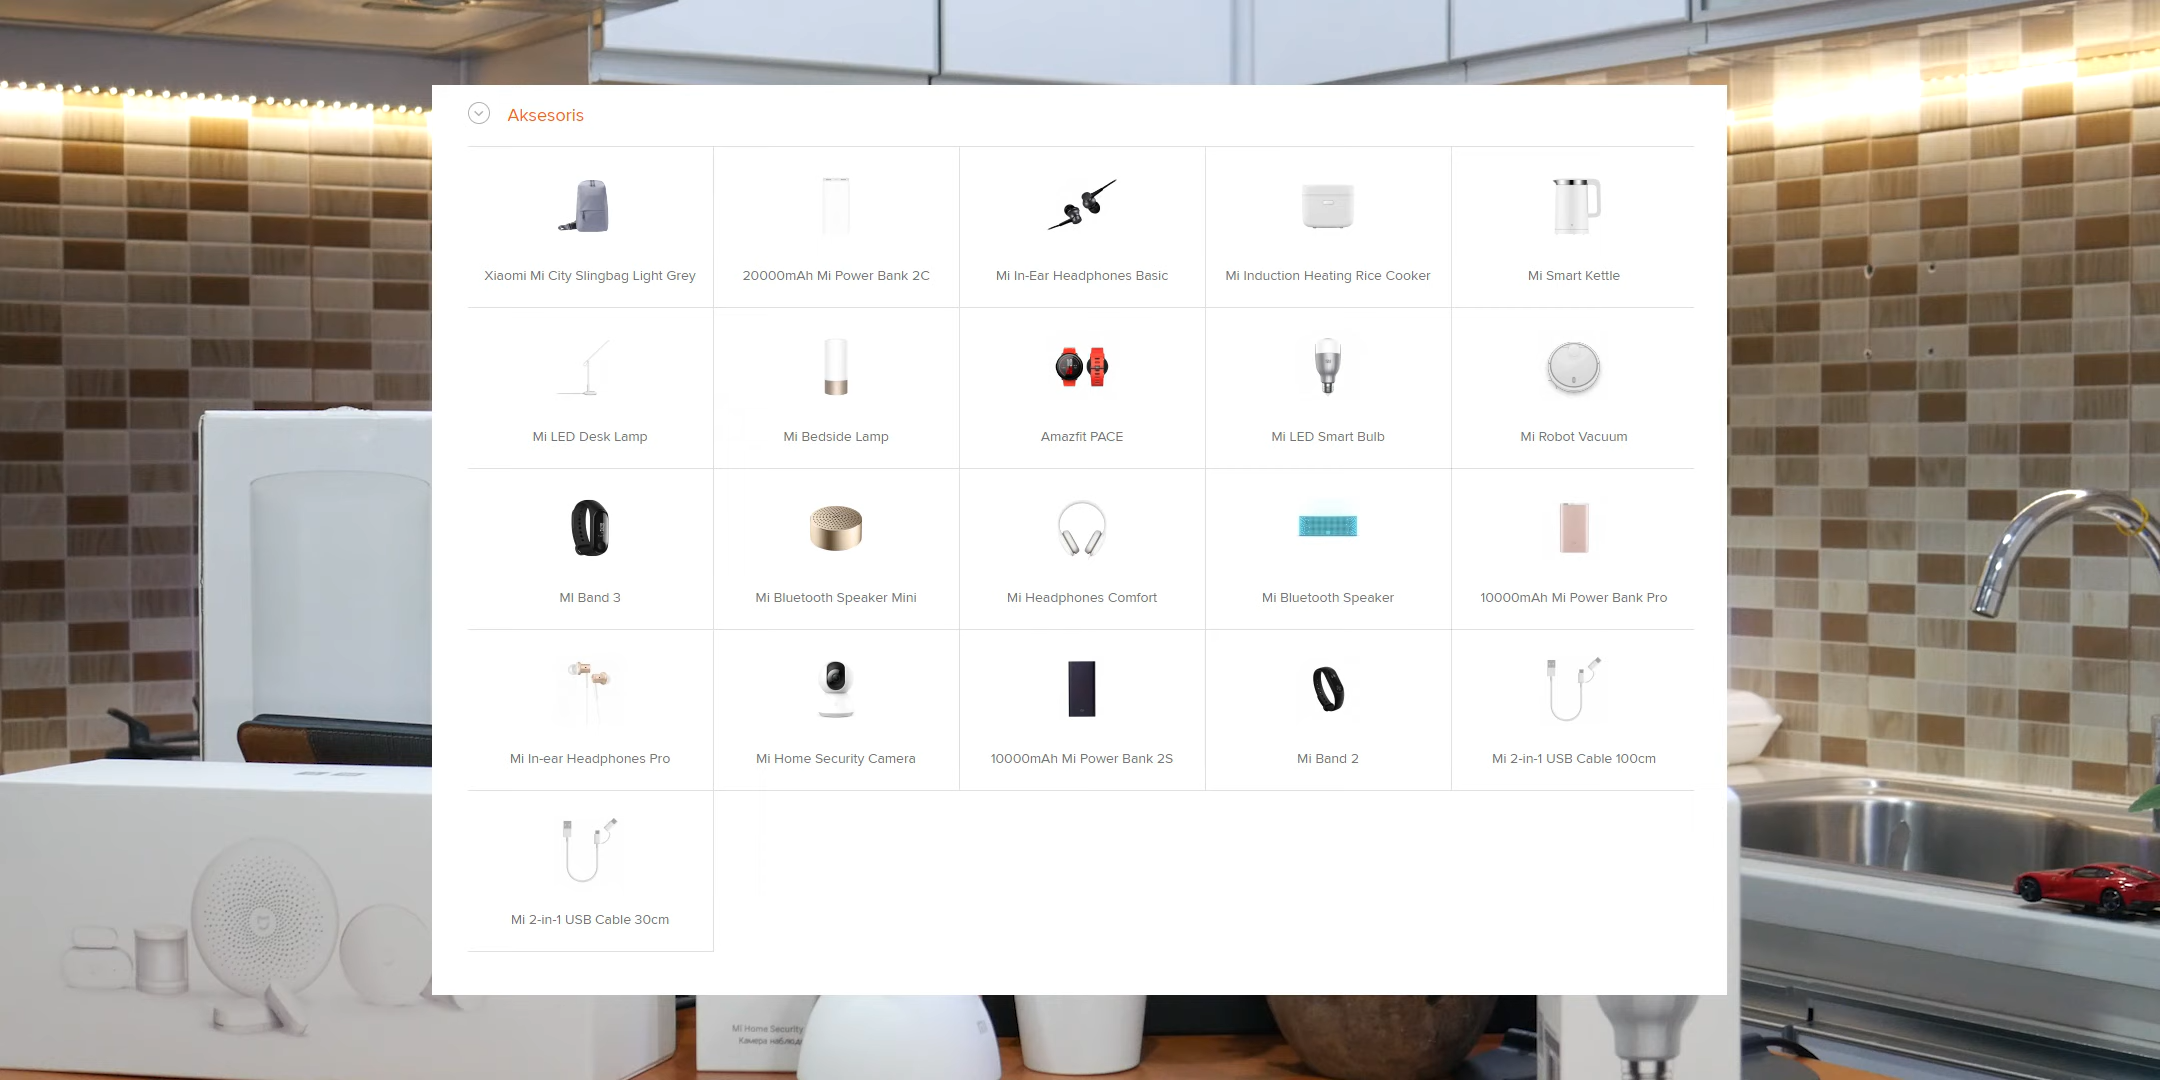 Aksesoris
Xiaomi Mi City Slingbag Light Grey
20000mAh Mi Power Bank 2C
Mi In-Ear Headphones Basic
Mi Induction Heating Rice Cooker
Mi Smart Kettle
Mi LED Desk Lamp
Mi Bedside Lamp
Amazfit PACE
Mi LED Smart Bulb
Mi Robot Vacuum
MI Band 3
Mi Bluetooth Speaker Mini
Mi Headphones Comfort
Mi Bluetooth Speaker
10000mAh Mi Power Bank Pro
Mi In-ear Headphones Pro
Mi Home Security Camera
10000mAh Mi Power Bank 2S
Mi Band 2
Mi 2-in-1 USB Cable 100cm
Mi 2-in-1 USB Cable 30cm
Mi Home Security
Камера